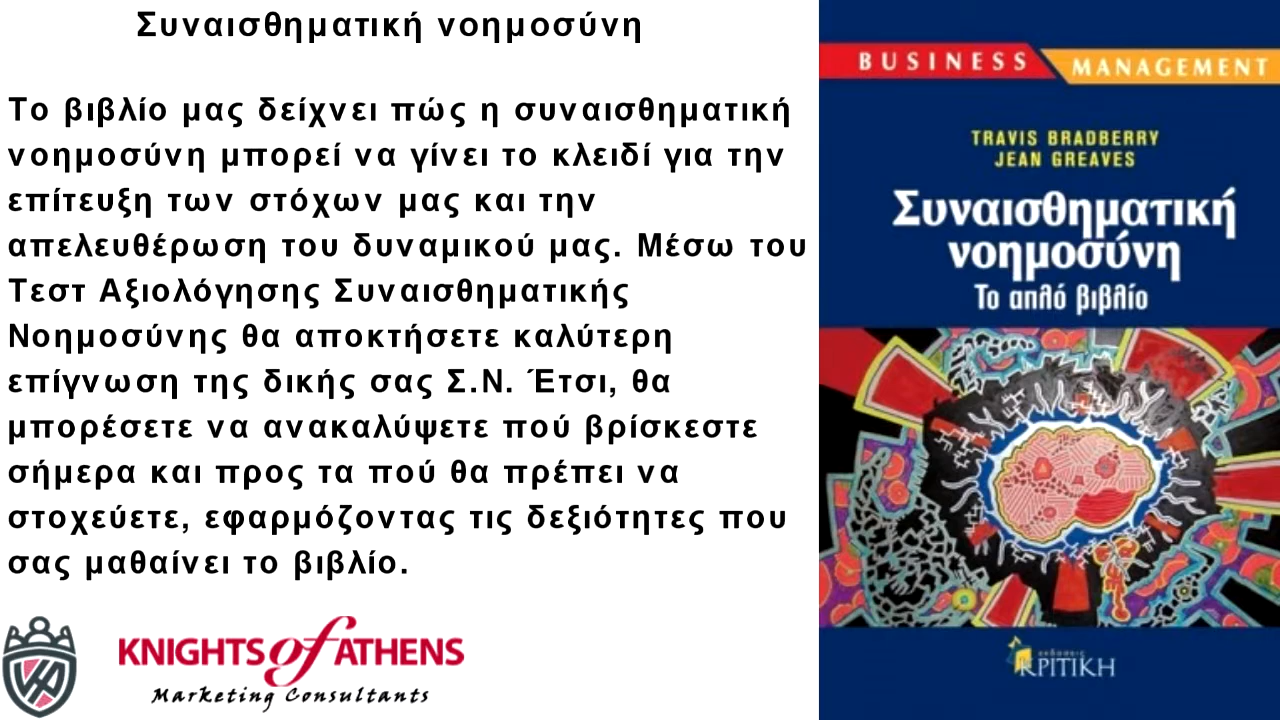 Συναισθηματική νοημοσύνη
Το βιβλίο μας δείχνει πώς η συναισθηματική
νοημοσύνη μπορεί να γίνει το κλειδί για την
επίτευξη των στόχων μας και την
απελευθέρωση του δυναμικού μας. Μέσω του
Τεστ Αξιολόγησης Συναισθηματικής
Νοημοσύνης θα αποκτήσετε καλύτερη
επίγνωση της δικής σας Σ.Ν. Έτσι, θα
μπορέσετε να ανακαλύψετε πού βρίσκεστε
σήμερα και προς τα πού θα πρέπει να
στοχεύετε, εφαρμόζοντας τις δεξιότητες που
σας μαθαίνει το βιβλίο.
KNIGHTS of ATHENS
Marketing Consultants
BUSINESS MANAGEMENT
TRAVIS BRADBERRY
JEAN GREAVES
Συναισθηματική
νοημοσύνη
Το απλό βιβλίο
εκδόσεις
ΚΡΙΤΙΚΗ